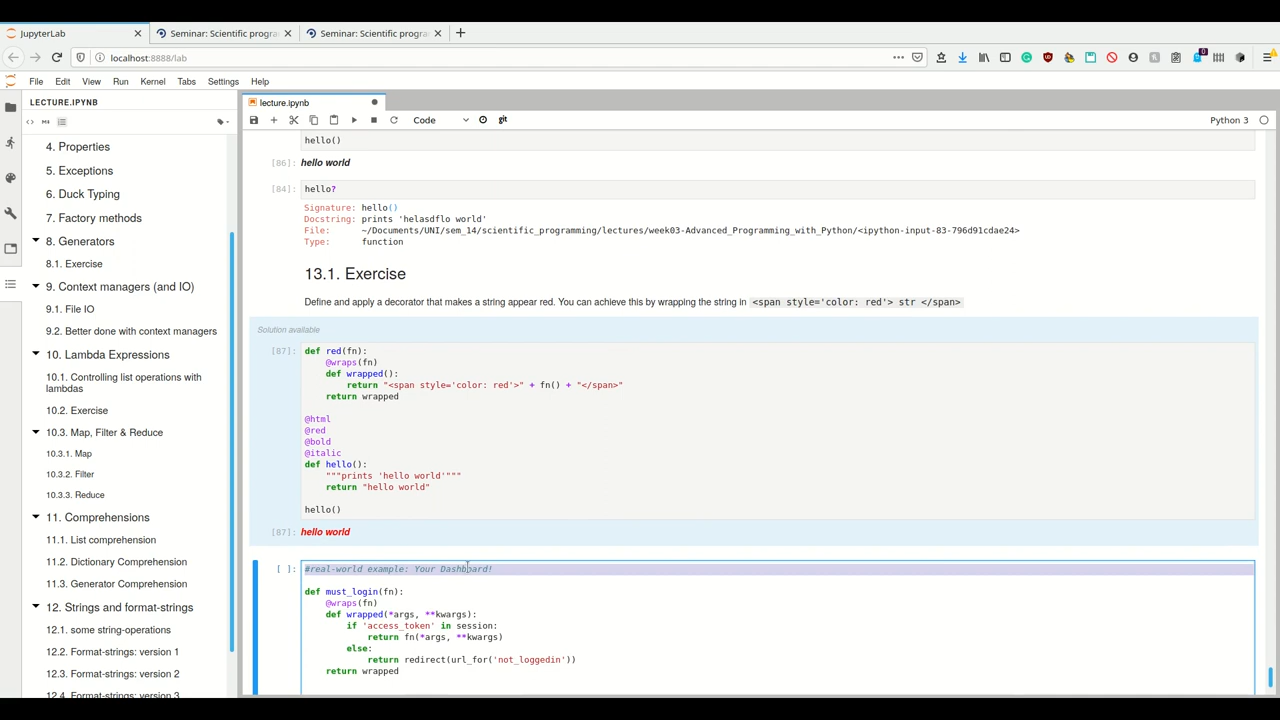 JupyterLab
Seminar: Scientific progra
Seminar: Scientific progra
localhost:8888/lab
0
File Edit View Run Kernel Tabs Settings Help
LECTURE.IPYNB
lecture.ipynb
Code
git
Python 3
4. Properties
5. Exceptions
6. Duck Typing
7. Factory methods
8. Generators
8.1. Exercise
9. Context managers (and IO)
9.1. File IO
9.2. Better done with context managers
10. Lambda Expressions
10.1. Controlling list operations with
lambdas
10.2. Exercise
10.3. Map, Filter & Reduce
10.3.1. Map
10.3.2. Filter
10.3.3. Reduce
11. Comprehensions
11.1. List comprehension
11.2. Dictionary Comprehension
11.3. Generator Comprehension
12. Strings and format-strings
12.1. some string-operations
12.2. Format-strings: version 1
12.3. Format-strings: version 2
12.4. Format-strings: version 3
hello()
[86]: hello world
[84]: hello?
Signature: hello()
Docstring: prints 'helasdflo world'
File: ~/Documents/UNI/sem_14/scientific_programming/lectures/week03-Advanced_Programming_with_Python/<ipython-input-83-796d91cdae24>
Type: function
13.1. Exercise
Define and apply a decorator that makes a string appear red. You can achieve this by wrapping the string in <span style='color: red'> str </span>
Solution available
[87]: def red(fn):
@wraps(fn)
def wrapped():
return "<span style='color: red'>" + fn() + "</span>"
return wrapped
@html
@red
@bold
@italic
def hello():
"""prints 'hello world'"""
return "hello world"
hello()
[87]: hello world
[ ]: #real-world example: Your Dashboard!
def must_login(fn):
@wraps(fn)
def wrapped(*args, **kwargs):
if 'access_token' in session:
return fn(*args, **kwargs)
else:
return redirect(url_for('not_loggedin'))
return wrapped